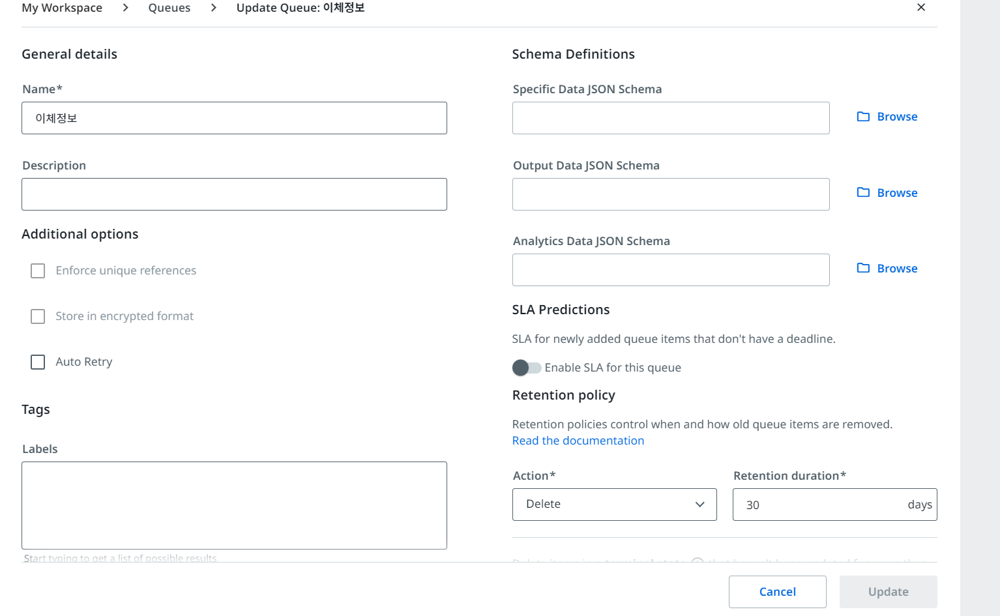 My Workspace > Queues > Update Queue: 이체정보
General details
Name*
이체정보
Description
Additional options
Enforce unique references
Store in encrypted format
Auto Retry
Tags
Labels
Start typing to get a list of possible results
Schema Definitions
Specific Data JSON Schema
Browse
Output Data JSON Schema
Browse
Analytics Data JSON Schema
Browse
SLA Predictions
SLA for newly added queue items that don't have a deadline.
Enable SLA for this queue
Retention policy
Retention policies control when and how old queue items are removed.
Read the documentation
Action*
Delete
Retention duration*
30 days
Cancel
Update